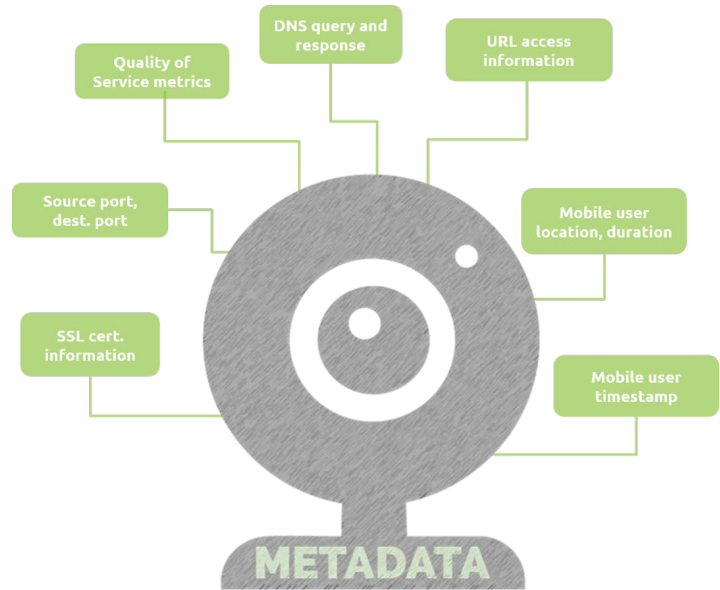 DNS query and
response
URL access
information
Quality of
Service metrics
Source port,
dest. port
Mobile user
location, duration
SSL cert.
information
Mobile user
timestamp
METADATA